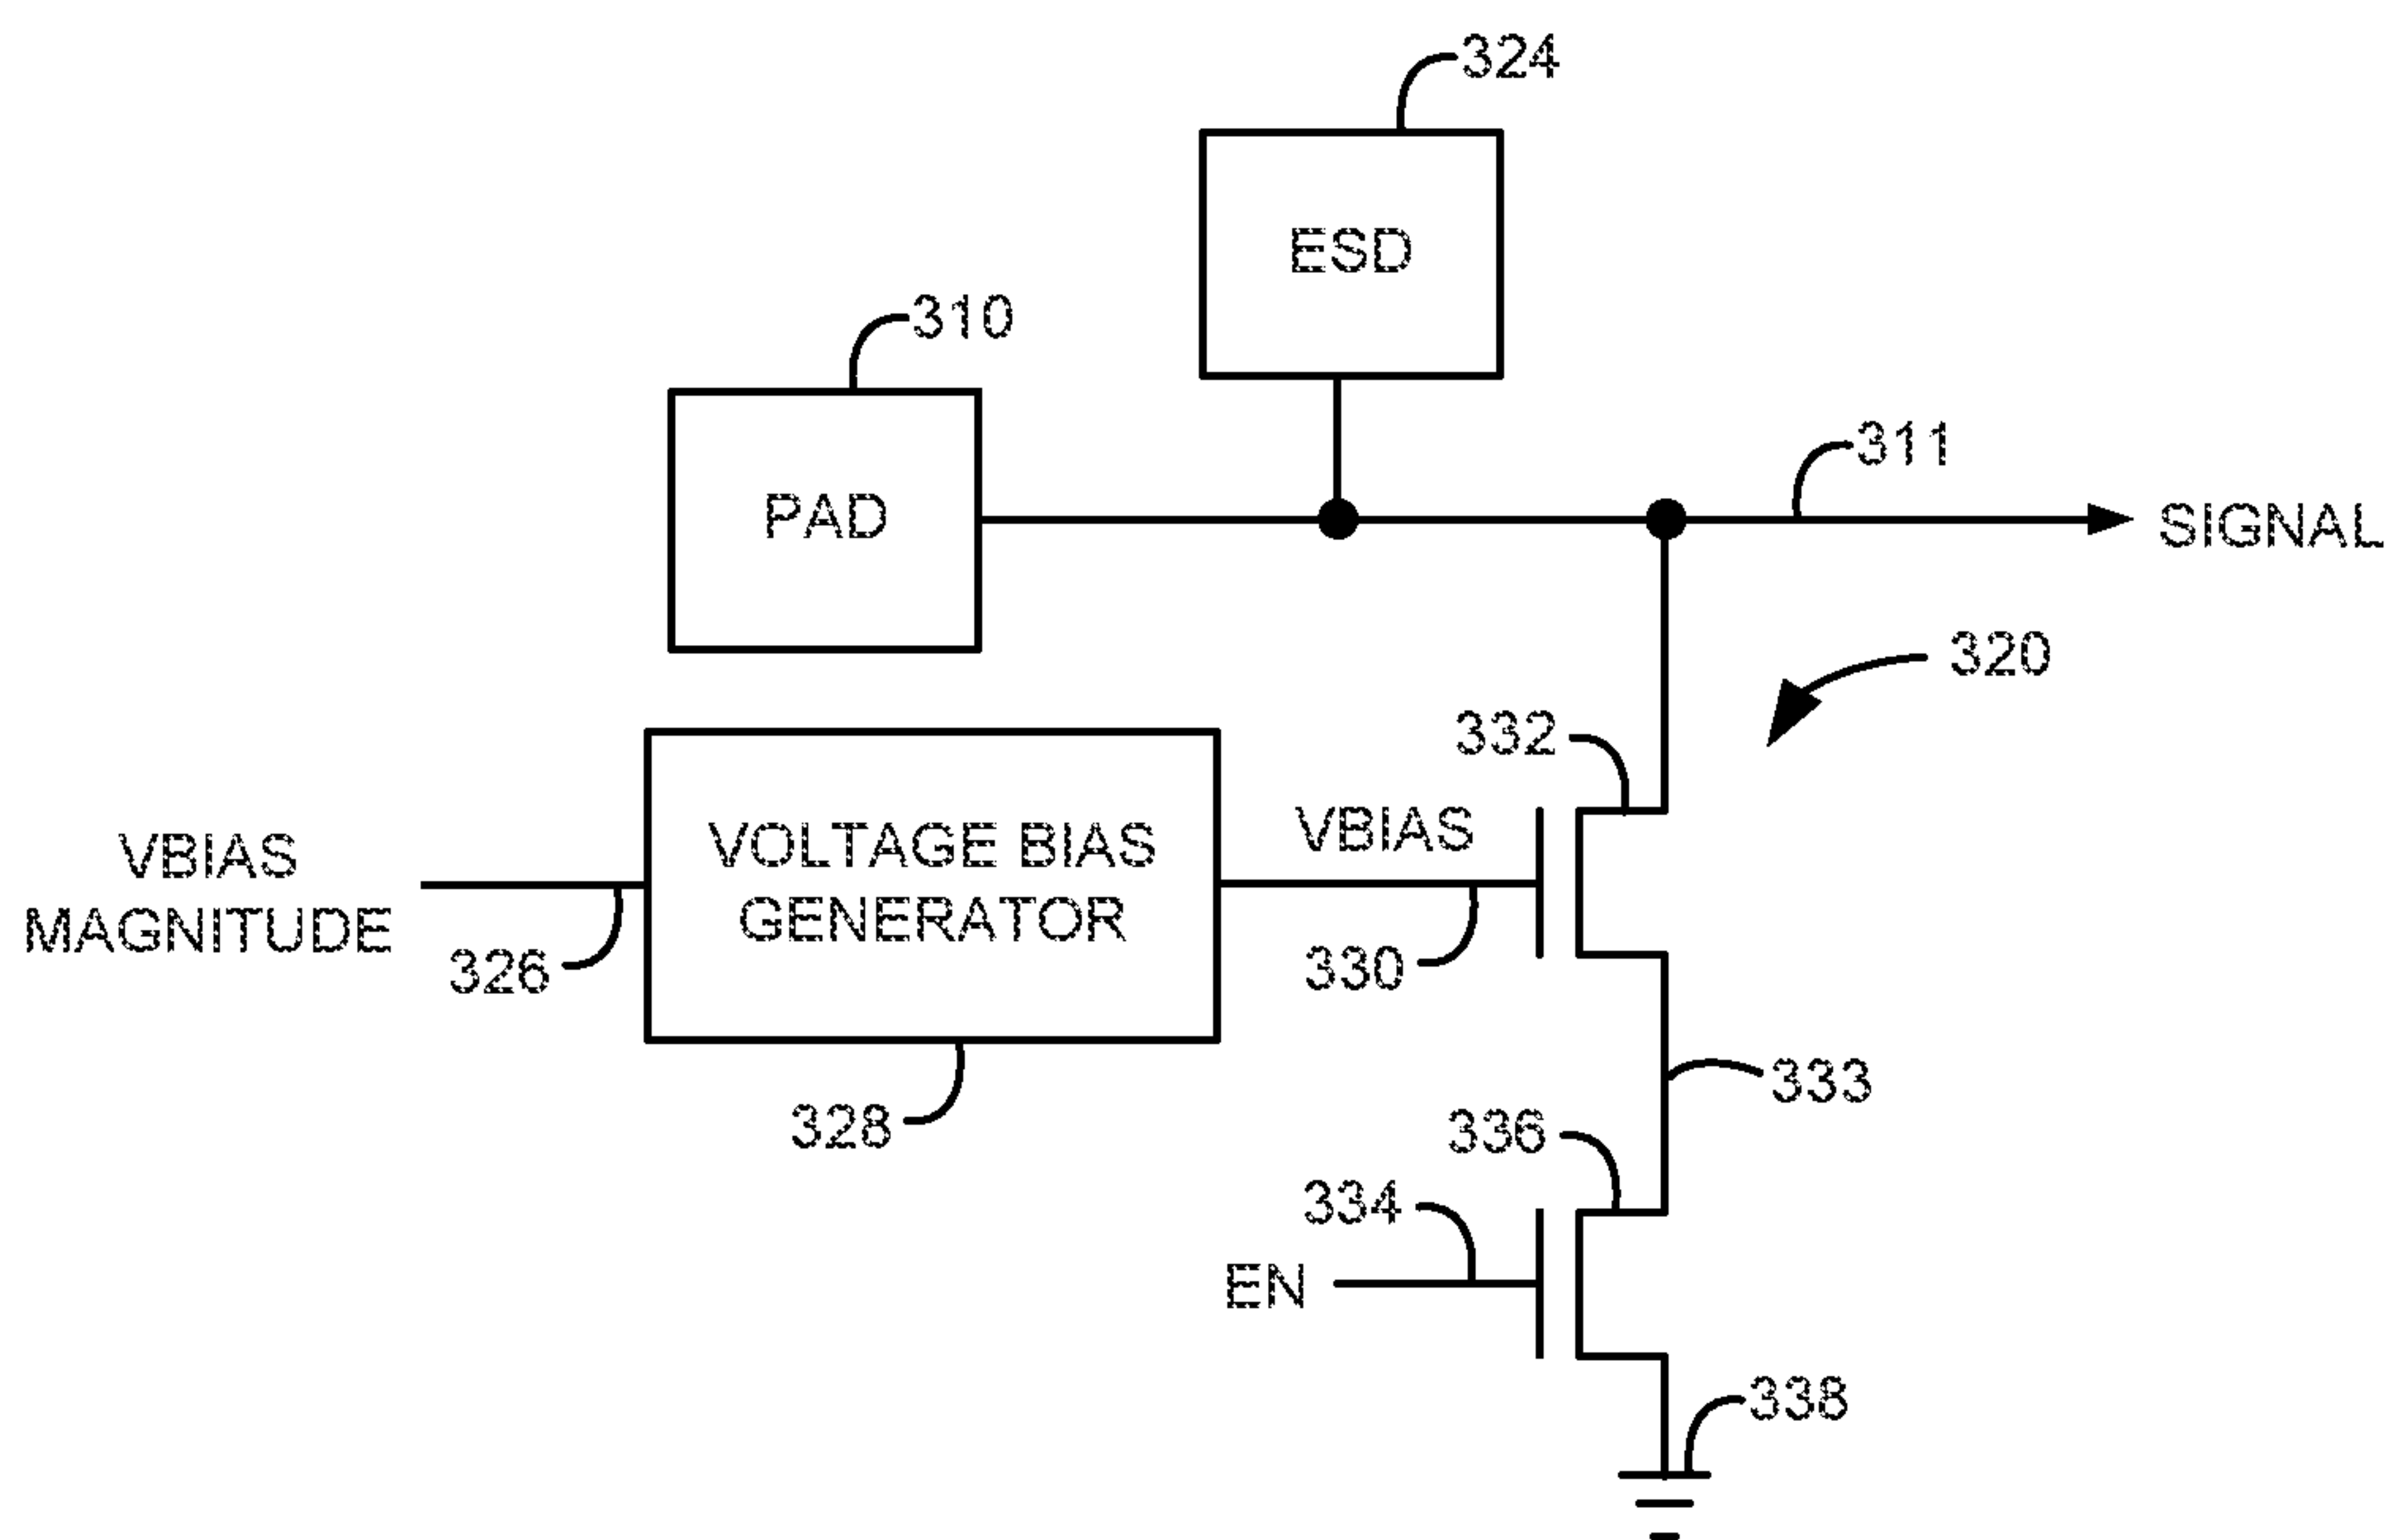 324
ESD
310
PAD
311
SIGNAL
320
332
VBIAS
MAGNITUDE
326
VOLTAGE BIAS
GENERATOR
328
VBIAS
330
333
336
334
EN
338